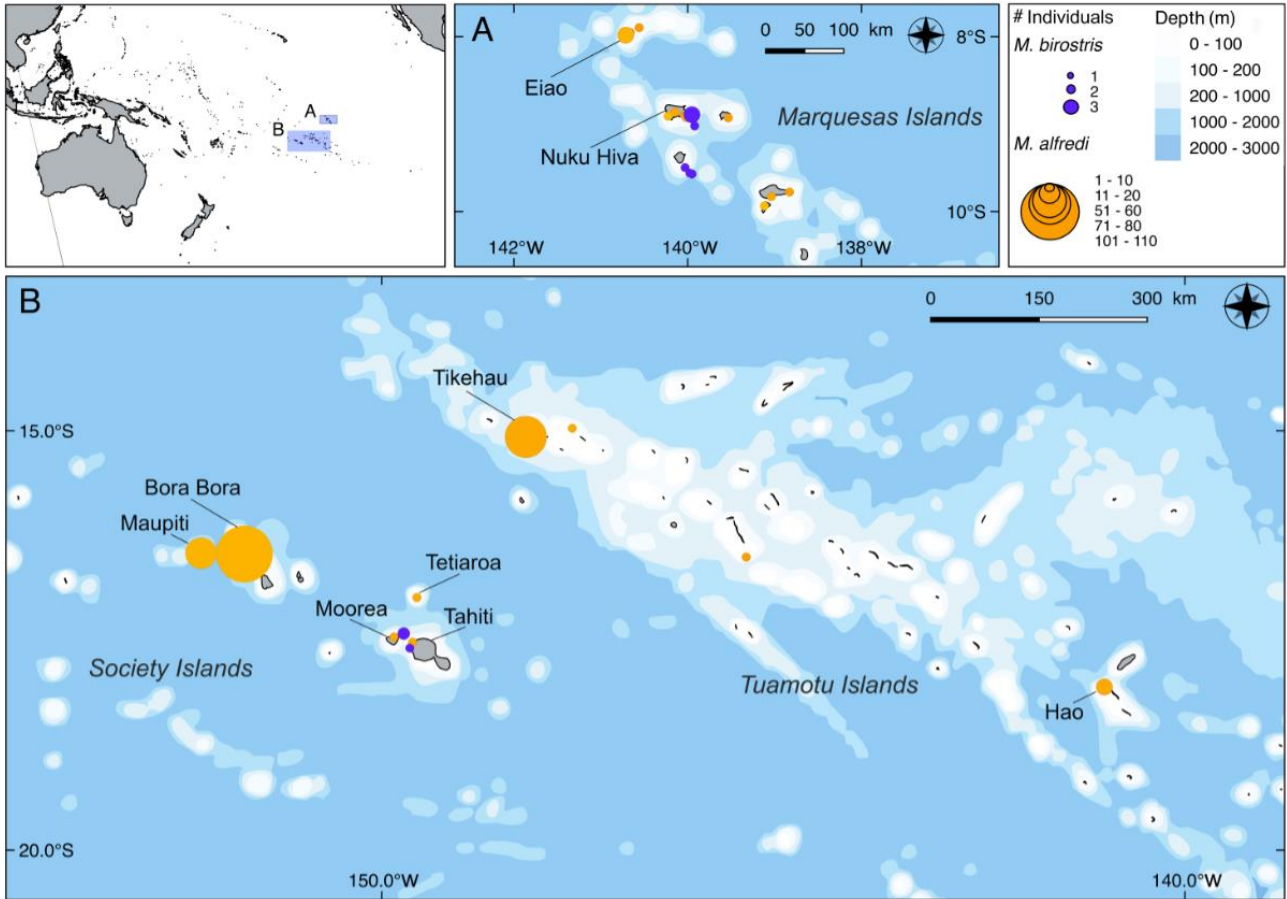 A
B
A
0 50 100 km
8°S
Eiao
Marquesas Islands
Nuku Hiva
10°S
142°W 140°W 138°W
# Individuals
M. birostris
1
2
3
M. alfredi
1 - 10
11 - 20
51 - 60
71 - 80
101 - 110
Depth (m)
0 - 100
100 - 200
200 - 1000
1000 - 2000
2000 - 3000
B
0 150 300 km
Tikehau
15.0°S
Bora Bora
Maupiti
Tetiaroa
Moorea
Tahiti
Society Islands
Tuamotu Islands
Hao
20.0°S
150.0°W 140.0°W